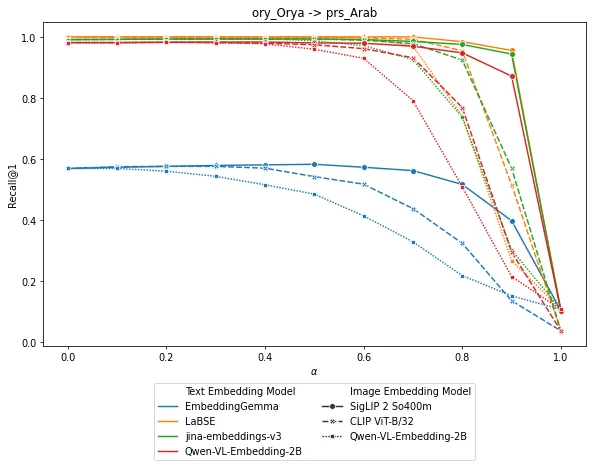 ory_Orya -> prs_Arab
1.0
0.8
0.6
0.4
0.2
0.0
Recall@1
0.0 0.2 0.4 0.6 0.8 1.0
α
Text Embedding Model Image Embedding Model
EmbeddingGemma SigLIP 2 So400m
LaBSE CLIP ViT-B/32
jina-embeddings-v3 Qwen-VL-Embedding-2B
Qwen-VL-Embedding-2B